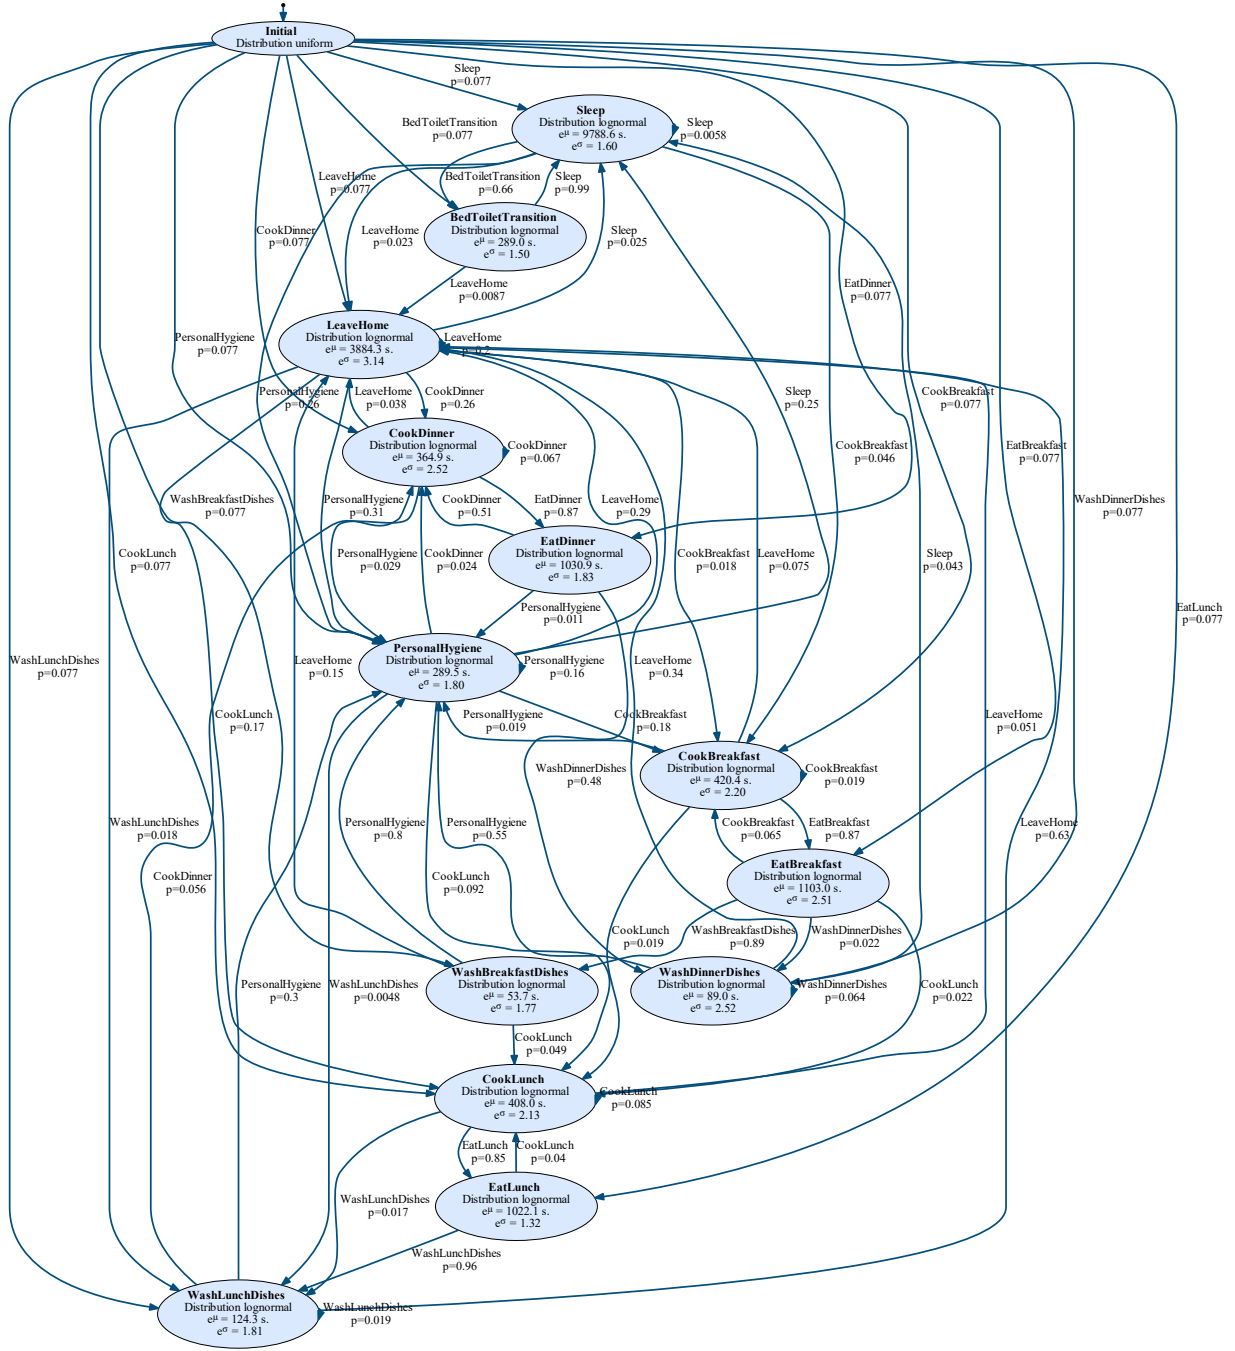 Initial
Distribution uniform
Sleep
p=0.077
Sleep
Distribution lognormal
eμ = 9788.6 s.
eσ = 1.60
Sleep
p=0.0058
BedToiletTransition
p=0.077
BedToiletTransition
p=0.66
Sleep
p=0.99
LeaveHome
p=0.077
BedToiletTransition
Distribution lognormal
eμ = 289.0 s.
eσ = 1.50
CookDinner
p=0.077
LeaveHome
p=0.023
Sleep
p=0.025
LeaveHome
p=0.0087
EatDinner
p=0.077
LeaveHome
Distribution lognormal
eμ = 3884.3 s.
eσ = 3.14
LeaveHome
p=0.2
PersonalHygiene
p=0.077
PersonalHygiene
p=0.26
LeaveHome
p=0.038
CookDinner
p=0.26
Sleep
p=0.25
CookBreakfast
p=0.077
CookDinner
Distribution lognormal
eμ = 364.9 s.
eσ = 2.52
CookDinner
p=0.067
CookBreakfast
p=0.046
EatBreakfast
p=0.077
WashBreakfastDishes
p=0.077
PersonalHygiene
p=0.31
CookDinner
p=0.51
EatDinner
p=0.87
LeaveHome
p=0.29
WashDinnerDishes
p=0.077
CookLunch
p=0.077
PersonalHygiene
p=0.029
CookDinner
p=0.024
EatDinner
Distribution lognormal
eμ = 1030.9 s.
eσ = 1.83
CookBreakfast
p=0.018
LeaveHome
p=0.075
Sleep
p=0.043
PersonalHygiene
p=0.011
EatLunch
p=0.077
WashLunchDishes
p=0.077
LeaveHome
p=0.15
PersonalHygiene
Distribution lognormal
eμ = 289.5 s.
eσ = 1.80
PersonalHygiene
p=0.16
LeaveHome
p=0.34
CookLunch
p=0.17
PersonalHygiene
p=0.019
CookBreakfast
p=0.18
LeaveHome
p=0.051
CookBreakfast
Distribution lognormal
eμ = 420.4 s.
eσ = 2.20
CookBreakfast
p=0.019
WashDinnerDishes
p=0.48
WashLunchDishes
p=0.018
PersonalHygiene
p=0.8
PersonalHygiene
p=0.55
CookBreakfast
p=0.065
EatBreakfast
p=0.87
LeaveHome
p=0.63
CookDinner
p=0.056
CookLunch
p=0.092
EatBreakfast
Distribution lognormal
eμ = 1103.0 s.
eσ = 2.51
CookLunch
p=0.019
WashBreakfastDishes
p=0.89
WashDinnerDishes
p=0.022
PersonalHygiene
p=0.3
WashLunchDishes
p=0.0048
WashBreakfastDishes
Distribution lognormal
eμ = 53.7 s.
eσ = 1.77
WashDinnerDishes
Distribution lognormal
eμ = 89.0 s.
eσ = 2.52
WashDinnerDishes
p=0.064
CookLunch
p=0.022
CookLunch
p=0.049
CookLunch
Distribution lognormal
eμ = 408.0 s.
eσ = 2.13
CookLunch
p=0.085
EatLunch
p=0.85
CookLunch
p=0.04
WashLunchDishes
p=0.017
EatLunch
Distribution lognormal
eμ = 1022.1 s.
eσ = 1.32
WashLunchDishes
p=0.96
WashLunchDishes
Distribution lognormal
eμ = 124.3 s.
eσ = 1.81
WashLunchDishes
p=0.019